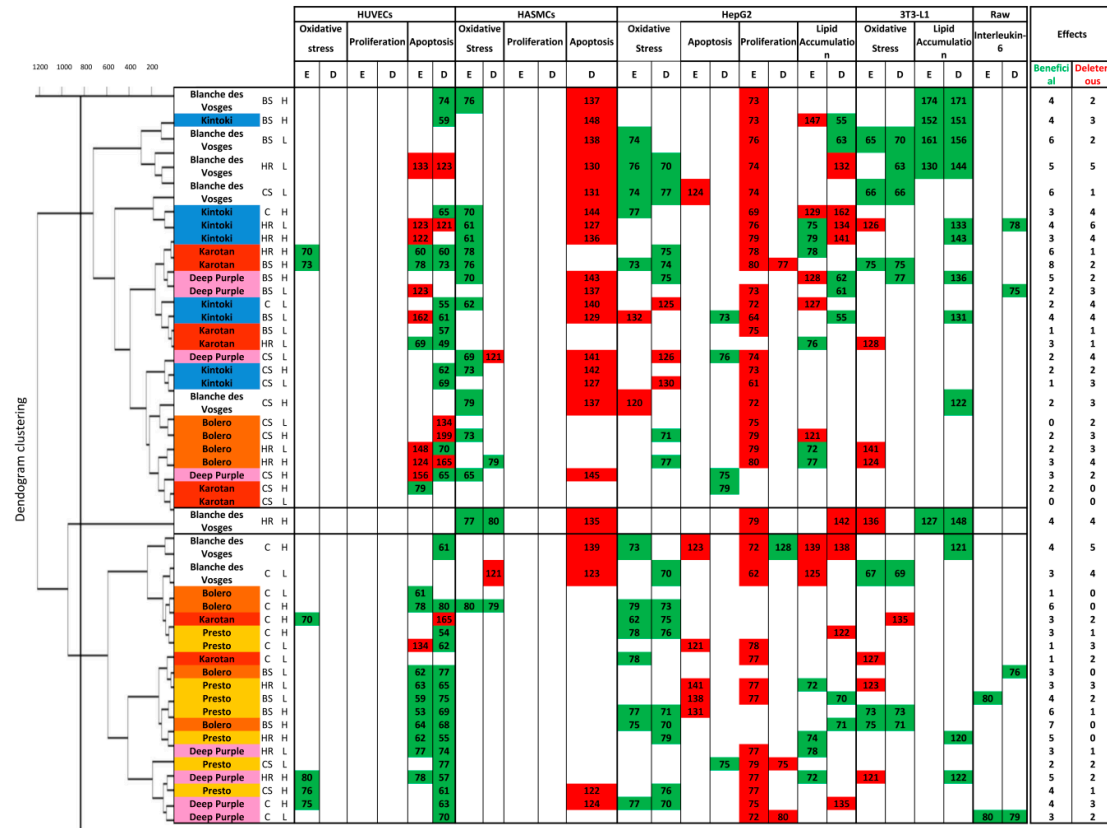 HUVECs HASMCs HepG2 3T3-L1 Raw
Oxidative stress Proliferation Apoptosis Oxidative Stress Proliferation Apoptosis Oxidative Stress Apoptosis Proliferation Lipid Accumulatio n Oxidative Stress Lipid Accumulatio n Interleukin-6 Effects
E D E D E D E D E D D E D E D E D E D E D E D E D Benefici al Deleter ous
1200 1000 800 600 400 200
Dendogram clustering
Blanche des Vosges BS H 74 76 137 73 174 171 4 2
Kintoki BS H 59 148 73 147 55 152 151 4 3
Blanche des Vosges BS L 138 74 76 63 65 70 161 156 6 2
Blanche des Vosges HR L 133 123 130 76 70 74 132 63 130 144 5 5
Blanche des Vosges CS L 131 74 77 124 74 66 66 6 1
Kintoki C H 65 70 144 77 69 129 162 3 4
Kintoki HR L 123 121 61 127 76 75 134 126 133 78 4 6
Kintoki HR H 122 61 136 79 79 141 143 3 4
Karotan HR H 70 60 60 78 75 78 78 6 1
Karotan BS H 73 78 73 76 73 74 80 77 75 75 8 2
Deep Purple BS H 70 143 75 128 62 77 136 5 2
Deep Purple BS L 123 137 73 61 75 2 3
Kintoki C L 55 62 140 125 72 127 2 4
Kintoki BS L 162 61 129 132 73 64 55 131 4 4
Karotan BS L 57 75 1 1
Karotan HR L 69 49 76 128 3 1
Deep Purple CS L 69 121 141 126 76 74 2 4
Kintoki CS H 62 73 142 73 2 2
Kintoki CS L 69 127 130 61 1 3
Blanche des Vosges CS H 79 137 120 72 122 2 3
Bolero CS L 134 75 0 2
Bolero CS H 199 73 71 79 121 2 3
Bolero HR L 148 70 79 72 141 2 3
Bolero HR H 124 165 79 77 80 77 124 3 4
Deep Purple CS H 156 65 65 145 75 3 2
Karotan CS H 79 79 2 0
Karotan CS L 0 0
Blanche des Vosges HR H 77 80 135 79 142 136 127 148 4 4
Blanche des Vosges C H 61 139 73 123 72 128 139 138 121 4 5
Blanche des Vosges C L 121 123 70 62 125 67 69 3 4
Bolero C L 61 1 0
Bolero C H 78 80 80 79 79 73 6 0
Karotan C H 70 165 62 75 135 3 2
Presto C H 54 78 76 122 3 1
Presto C L 134 62 121 78 1 3
Karotan C L 78 77 127 1 2
Bolero BS L 62 77 76 3 0
Presto HR L 63 65 141 77 72 123 3 3
Presto BS L 59 75 138 77 70 80 4 2
Presto BS H 53 69 77 71 131 73 73 6 1
Bolero BS H 64 68 75 70 71 75 71 7 0
Presto HR H 62 55 79 74 120 5 0
Deep Purple HR L 77 74 77 78 3 1
Presto CS L 77 75 79 75 2 2
Deep Purple HR H 80 78 57 77 72 121 122 5 2
Presto CS H 76 61 122 76 77 4 1
Deep Purple C H 75 63 124 77 70 75 135 4 3
Deep Purple C L 70 72 80 80 79 3 2